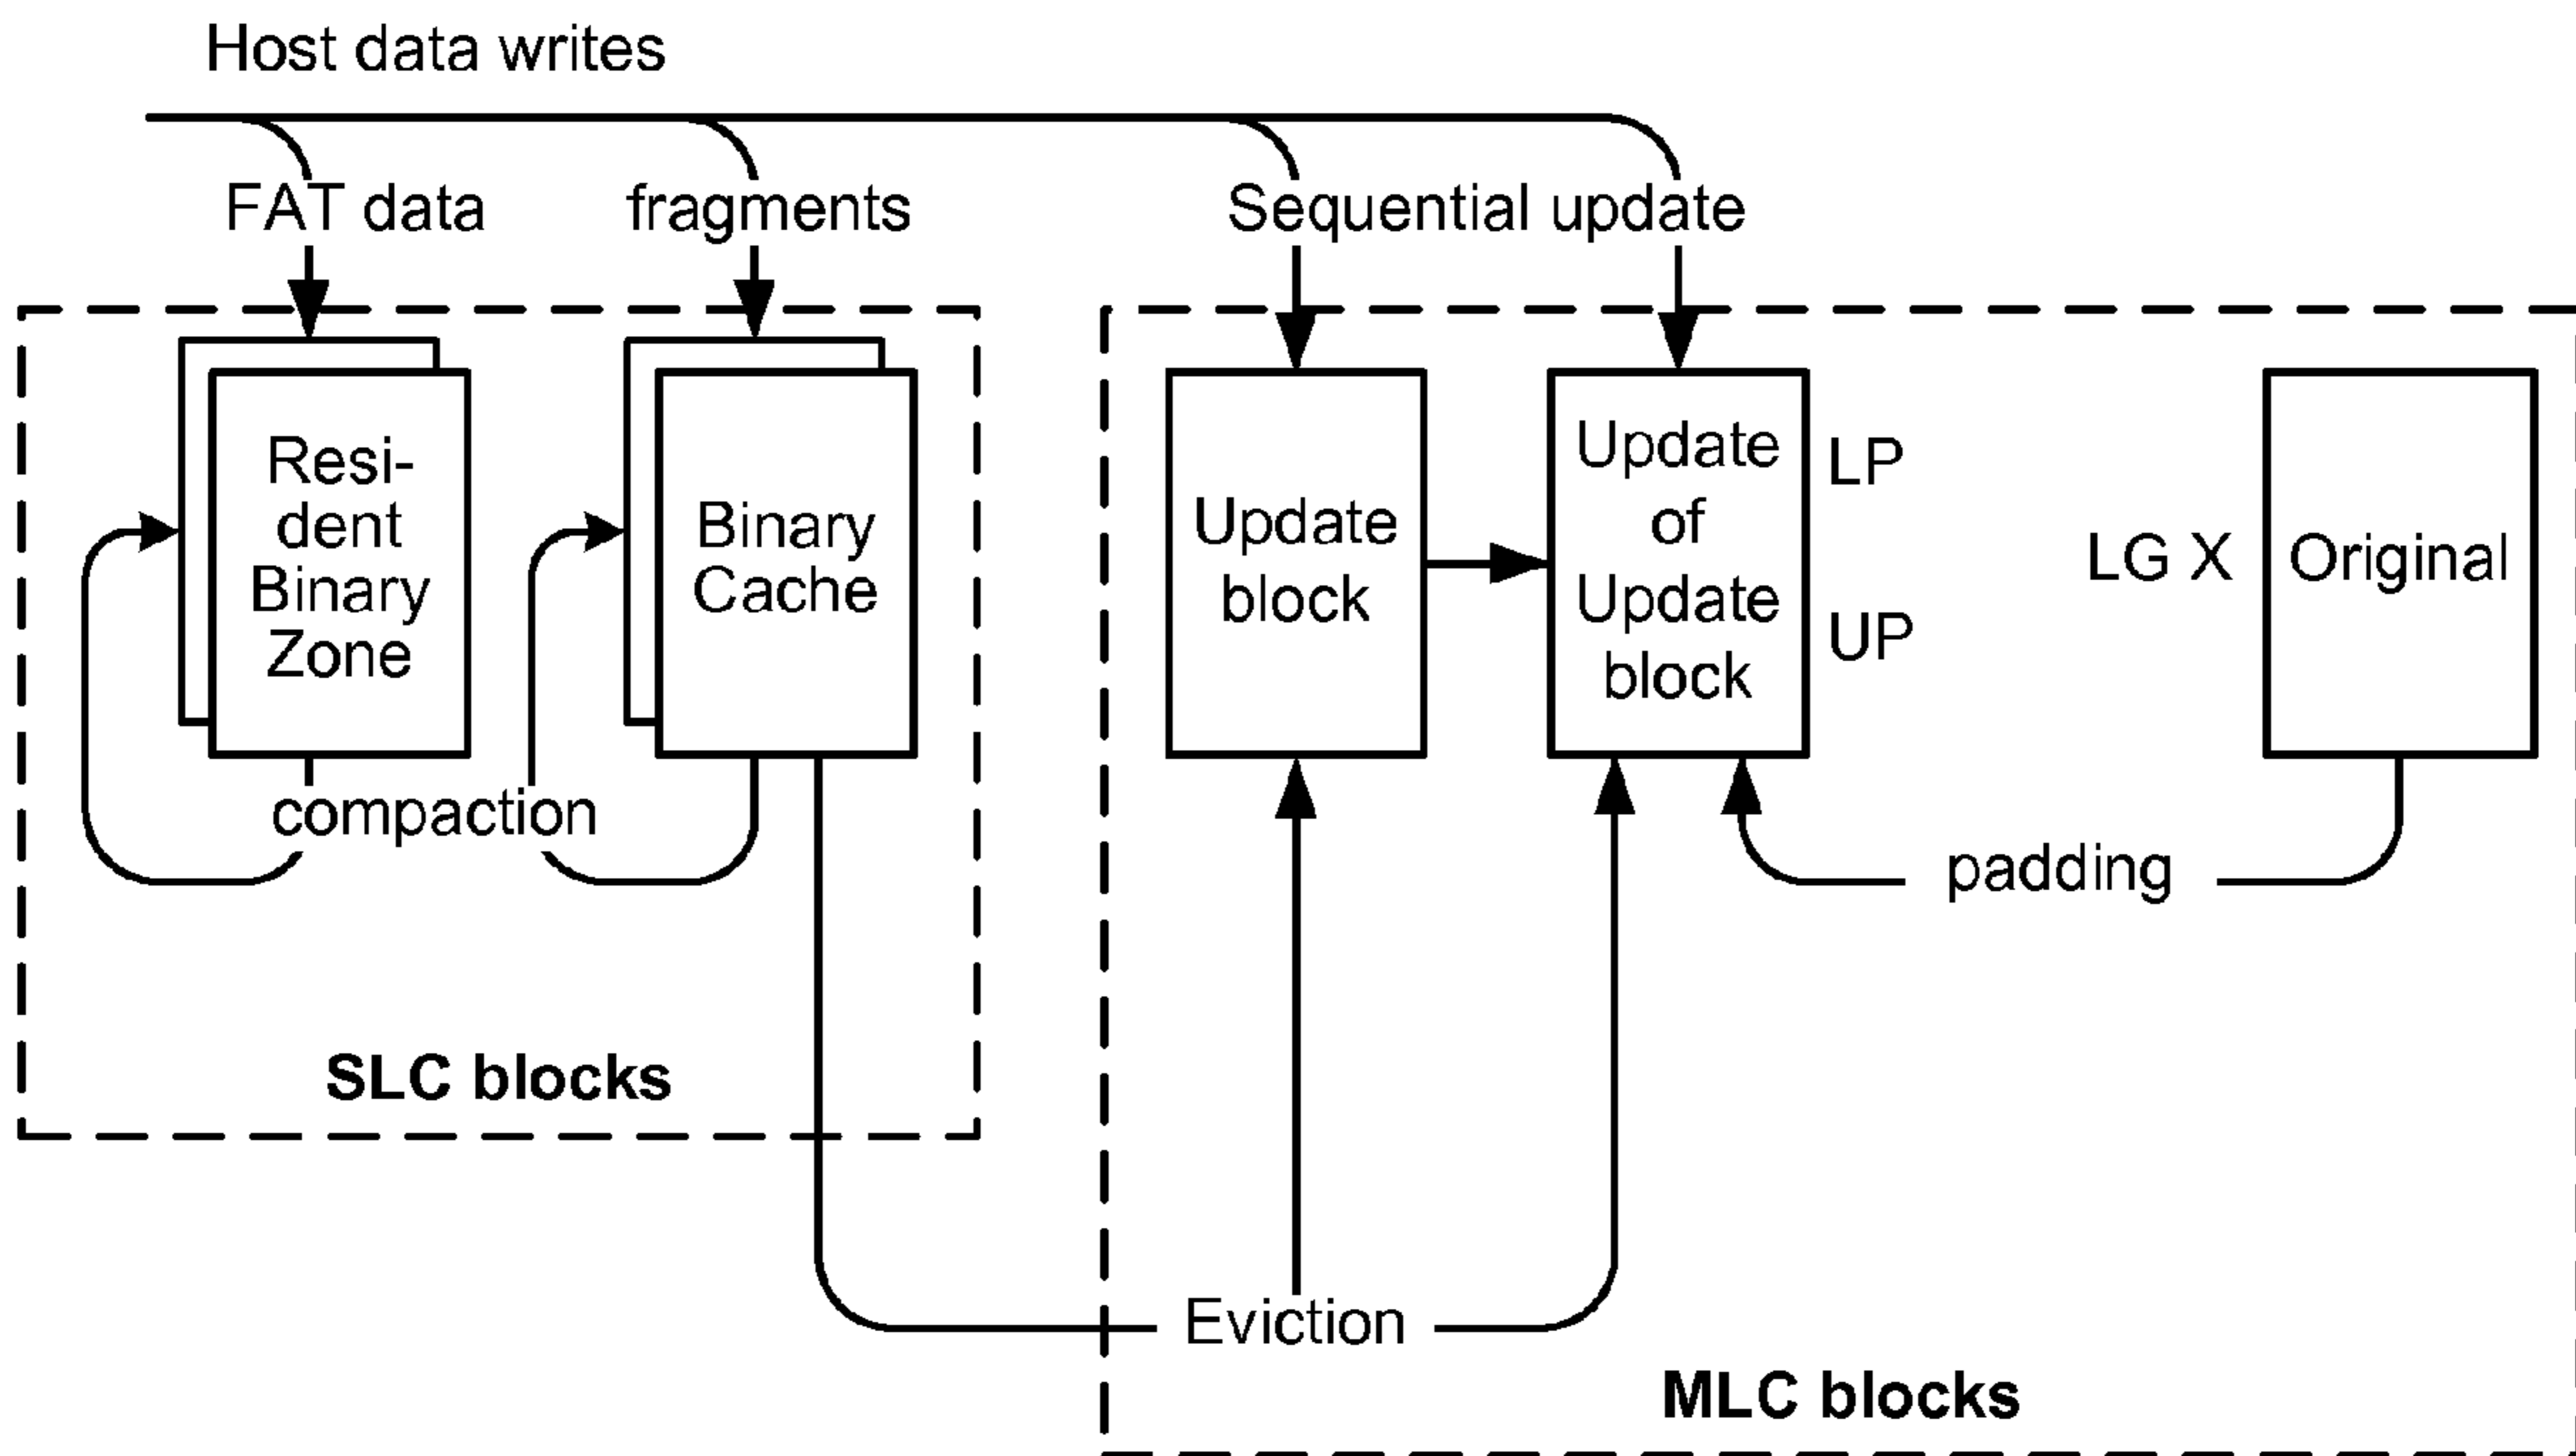 Host data writes
FAT data
fragments
Sequential update
Resi-
dent
Binary
Zone
Binary
Cache
Update
block
Update
of
Update
block
LP
UP
LG X
Original
compaction
padding
SLC blocks
Eviction
MLC blocks